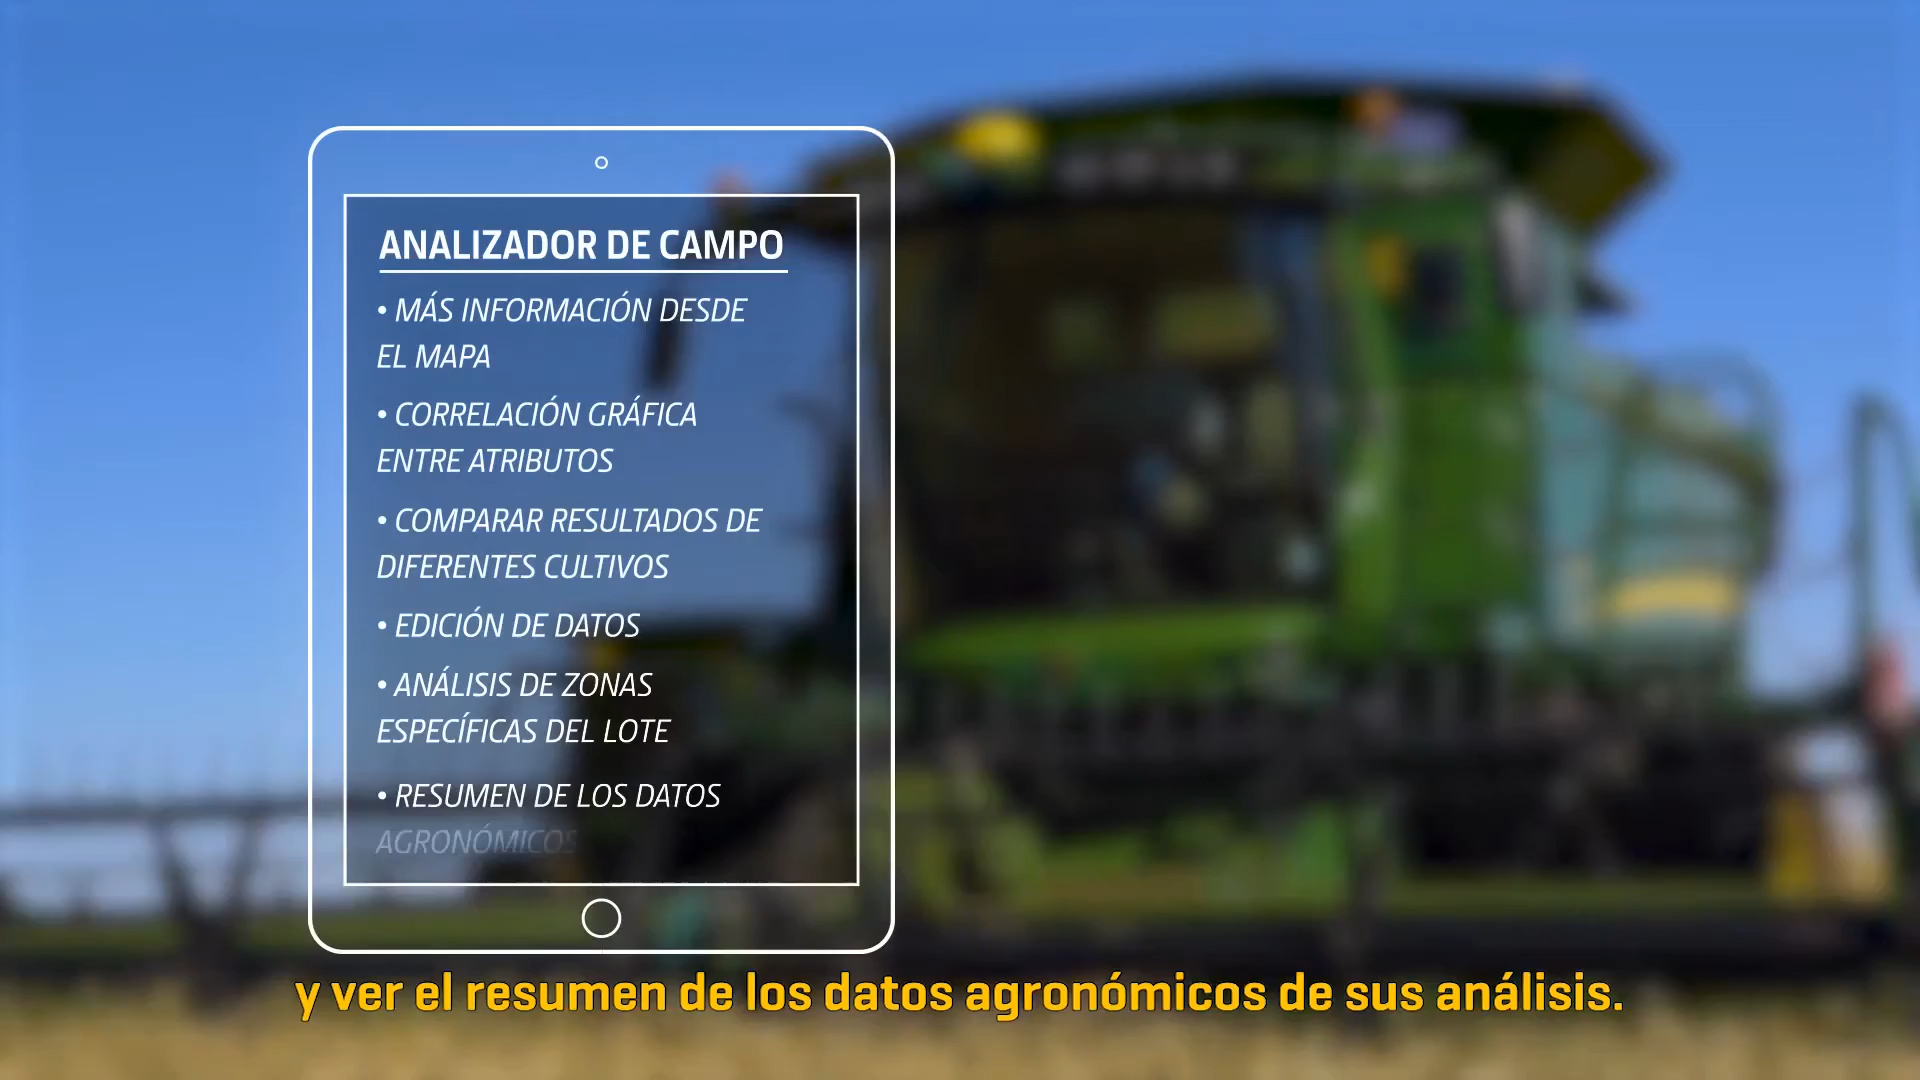 ANALIZADOR DE CAMPO
• MÁS INFORMACIÓN DESDE
EL MAPA
• CORRELACIÓN GRÁFICA
ENTRE ATRIBUTOS
• COMPARAR RESULTADOS DE
DIFERENTES CULTIVOS
• EDICIÓN DE DATOS
• ANÁLISIS DE ZONAS
ESPECÍFICAS DEL LOTE
• RESUMEN DE LOS DATOS
AGRONÓMICOS
y ver el resumen de los datos agronómicos de sus análisis.